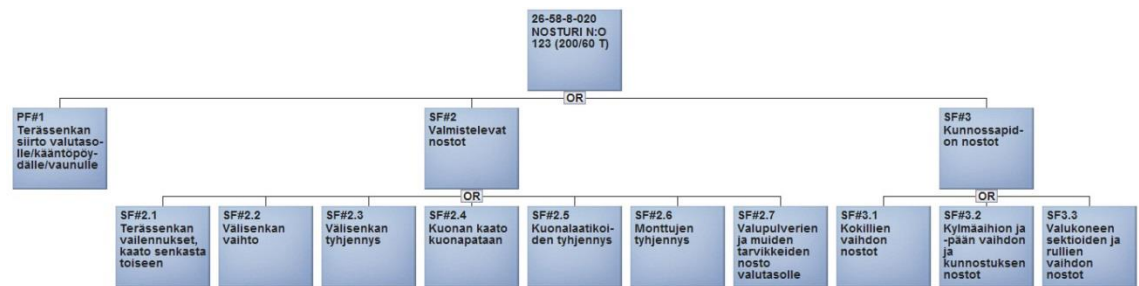 26-58-8-020
NOSTURI N:O
123 (200/60 T)
OR
PF#1
Terässenkan
siirto valutaso-
lle/kääntöpöy-
dälle/vaunulle
SF#2
Valmistelevat
nostot
SF#3
Kunnossapid-
on nostot
OR
OR
SF#2.1
Terässenkan
vailennukset,
kaato senkasta
toiseen
SF#2.2
Välisenkan
vaihto
SF#2.3
Välisenkan
tyhjennys
SF#2.4
Kuonan kaato
kuonapataan
SF#2.5
Kuonalaatikoi-
den tyhjennys
SF#2.6
Monttujen
tyhjennys
SF#2.7
Valupulverien
ja muiden
tarvikkeiden
nosto
valutasolle
SF#3.1
Kokillien
vaihdon
nostot
SF#3.2
Kylmäaihion ja
-pään vaihdon
ja
kunnostuksen
nostot
SF3.3
Valukoneen
sektioiden ja
rullien
vaihdon
nostot